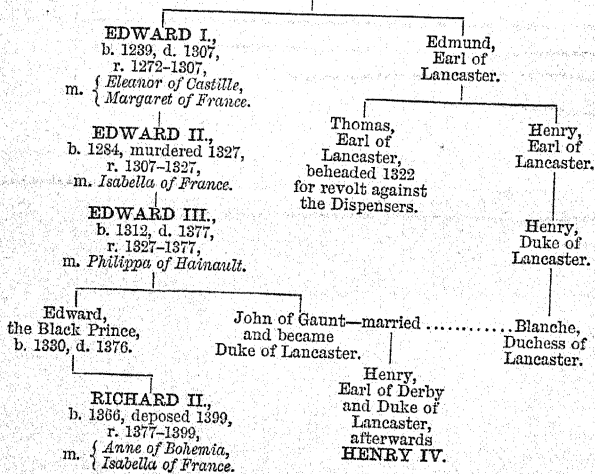 EDWARD I.,
b. 1239, d. 1307,
r. 1272–1307,
m. { Eleanor of Castille,
{ Margaret of France.
Edmund,
Earl of
Lancaster.
EDWARD II.,
b. 1284, murdered 1327,
r. 1307–1327,
m. Isabella of France.
Thomas,
Earl of
Lancaster,
beheaded 1322
for revolt against
the Dispensers.
Henry,
Earl of
Lancaster.
EDWARD III.,
b. 1312, d. 1377,
r. 1327–1377,
m. Philippa of Hainault.
Henry,
Duke of
Lancaster.
Edward,
the Black Prince,
b. 1330, d. 1376.
John of Gaunt—married ............ Blanche,
and became
Duke of Lancaster.
Duchess of
Lancaster.
RICHARD II.,
b. 1366, deposed 1399,
r. 1377–1399,
m. { Anne of Bohemia,
{ Isabella of France.
Henry,
Earl of Derby
and Duke of
Lancaster,
afterwards
HENRY IV.